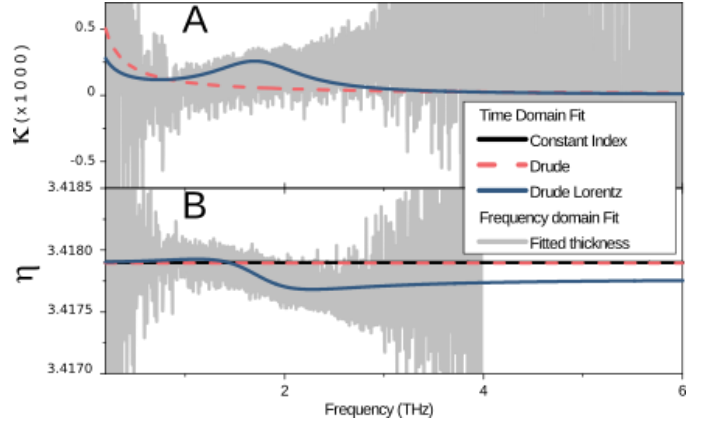 A
0.5
0
-0.5
κ (x1000)
Time Domain Fit
Constant Index
Drude
Drude Lorentz
Frequency domain Fit
Fitted thickness
B
3.4185
3.4180
3.4175
3.4170
η
2
4
6
Frequency (THz)